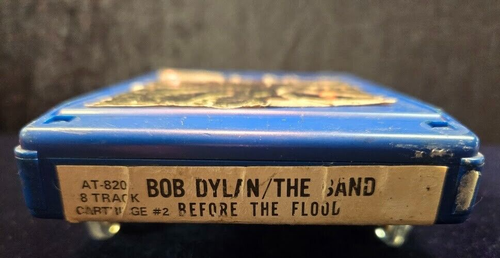 AT-820 BOB DYLAN/THE BAND
8 TRACK
CARTRIDGE #2 BEFORE THE FLOOD